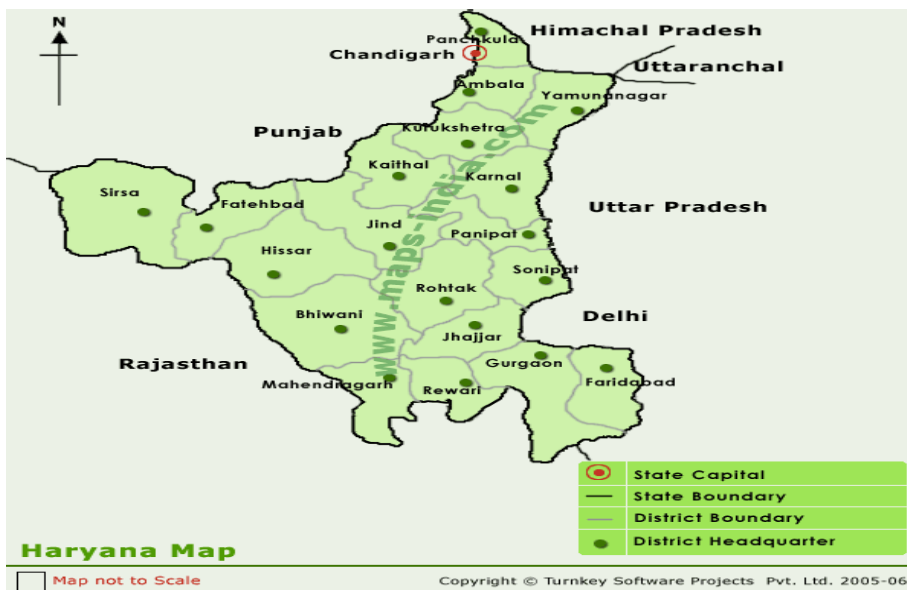 N
Himachal Pradesh
Panchkula
Chandigarh
Uttaranchal
Ambala
Yamunanagar
Punjab
Kurukshetra
Kaithal
Karnal
Sirsa
Fatehbad
Uttar Pradesh
Jind
Panipat
Hissar
Sonipat
Rohtak
Bhiwani
Delhi
Jhajjar
Rajasthan
Gurgaon
Mahendragarh
Rewari
Faridabad
www.maps-india.com
State Capital
State Boundary
District Boundary
District Headquarter
Haryana Map
Map not to Scale
Copyright © Turnkey Software Projects Pvt. Ltd. 2005-06